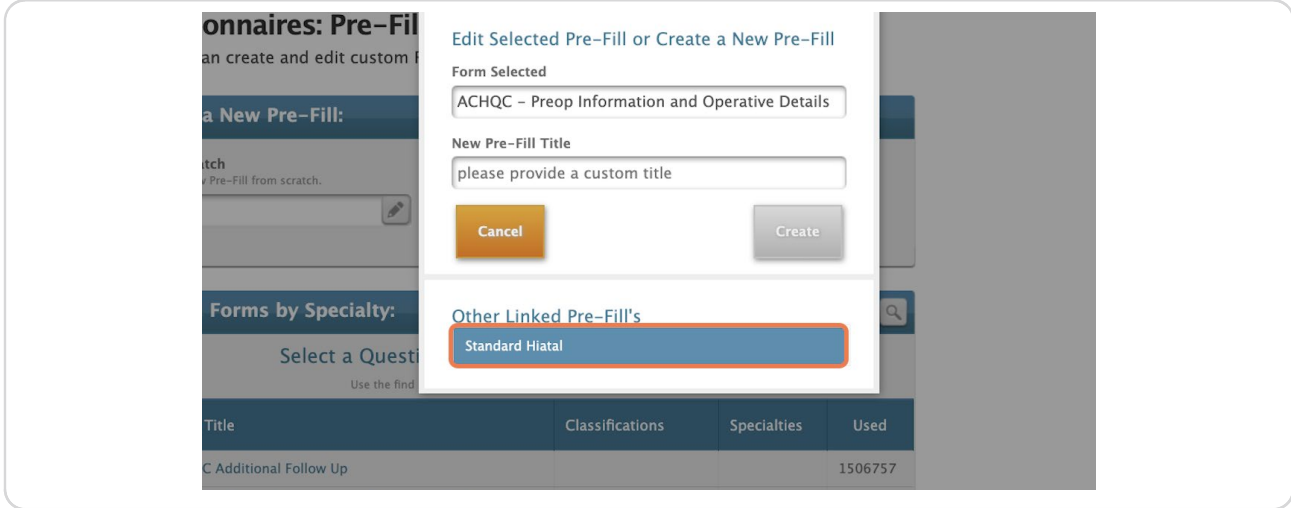 onnaires: Pre-Fil
an create and edit custom
a New Pre-Fill:
atch
Pre-Fill from scratch.
Edit Selected Pre-Fill or Create a New Pre-Fill
Form Selected
ACHQC - Preop Information and Operative Details
New Pre-Fill Title
please provide a custom title
Cancel
Create
Other Linked Pre-Fill's
Standard Hiatal
Forms by Specialty:
Select a Questi
Use the find
Title Classifications Specialties Used
C Additional Follow Up 1506757